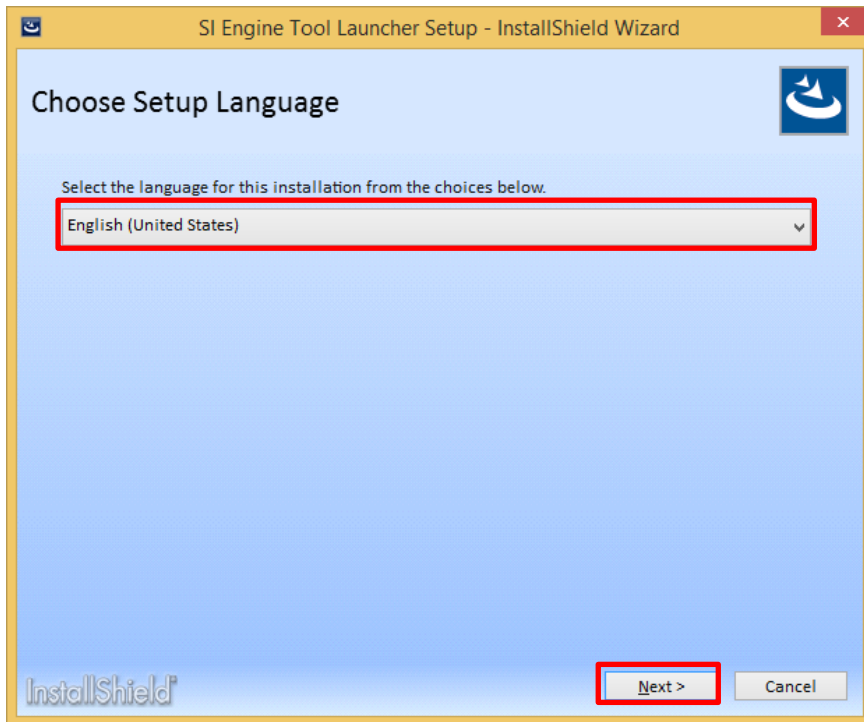 SI Engine Tool Launcher Setup - InstallShield Wizard
Choose Setup Language
Select the language for this installation from the choices below.
English (United States)
InstallShield
Next >
Cancel